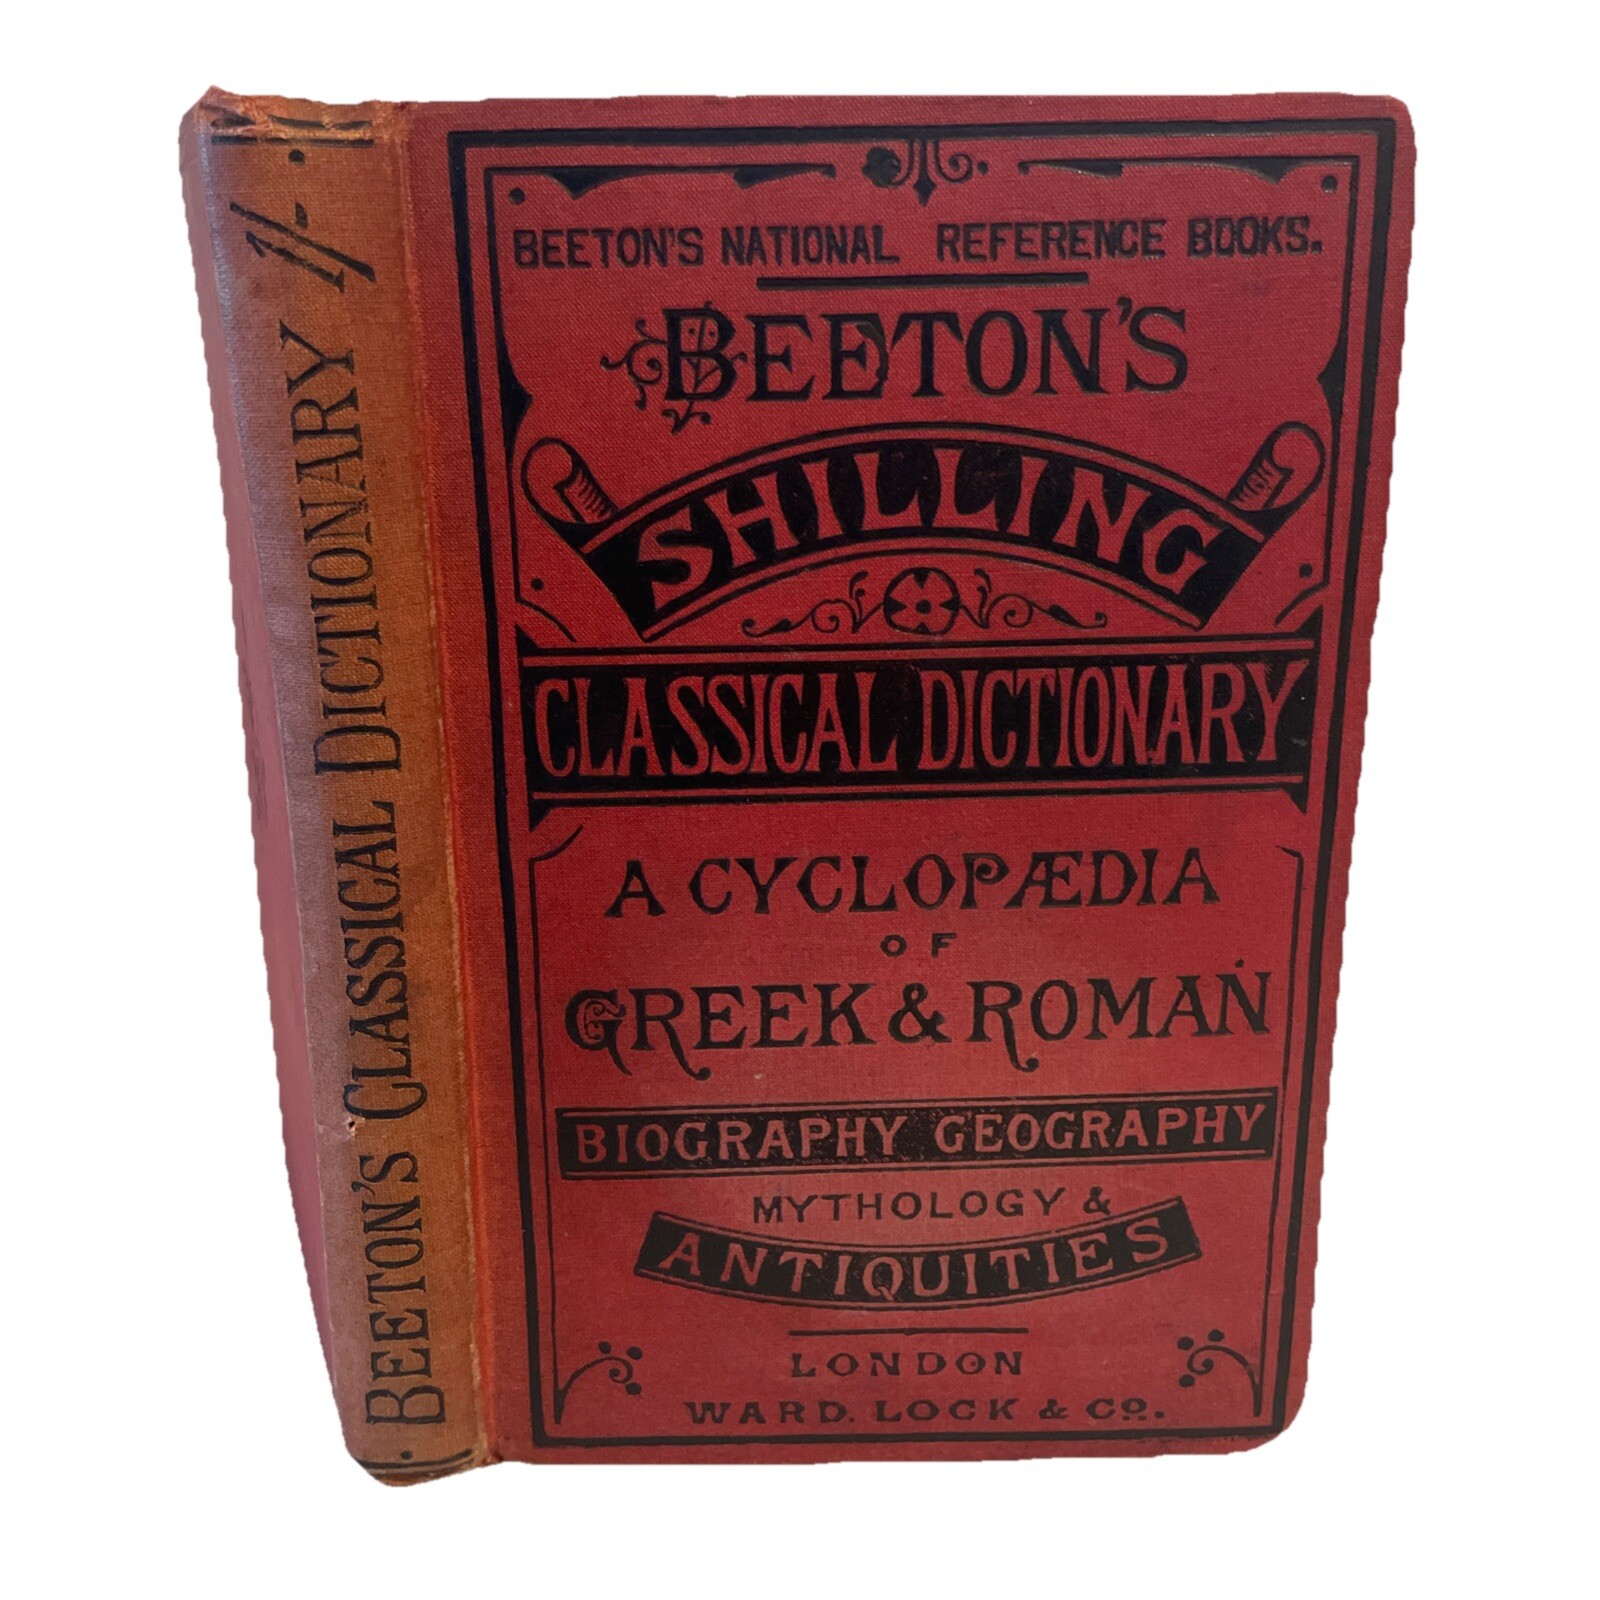 BEETON'S CLASSICAL DICTIONARY 1/-
BEETON'S NATIONAL REFERENCE BOOKS.
BEETON'S
SHILLING
CLASSICAL DICTIONARY
A CYCLOPÆDIA
OF
GREEK & ROMAN
BIOGRAPHY GEOGRAPHY
MYTHOLOGY &
ANTIQUITIES
LONDON
WARD. LOCK & Co.